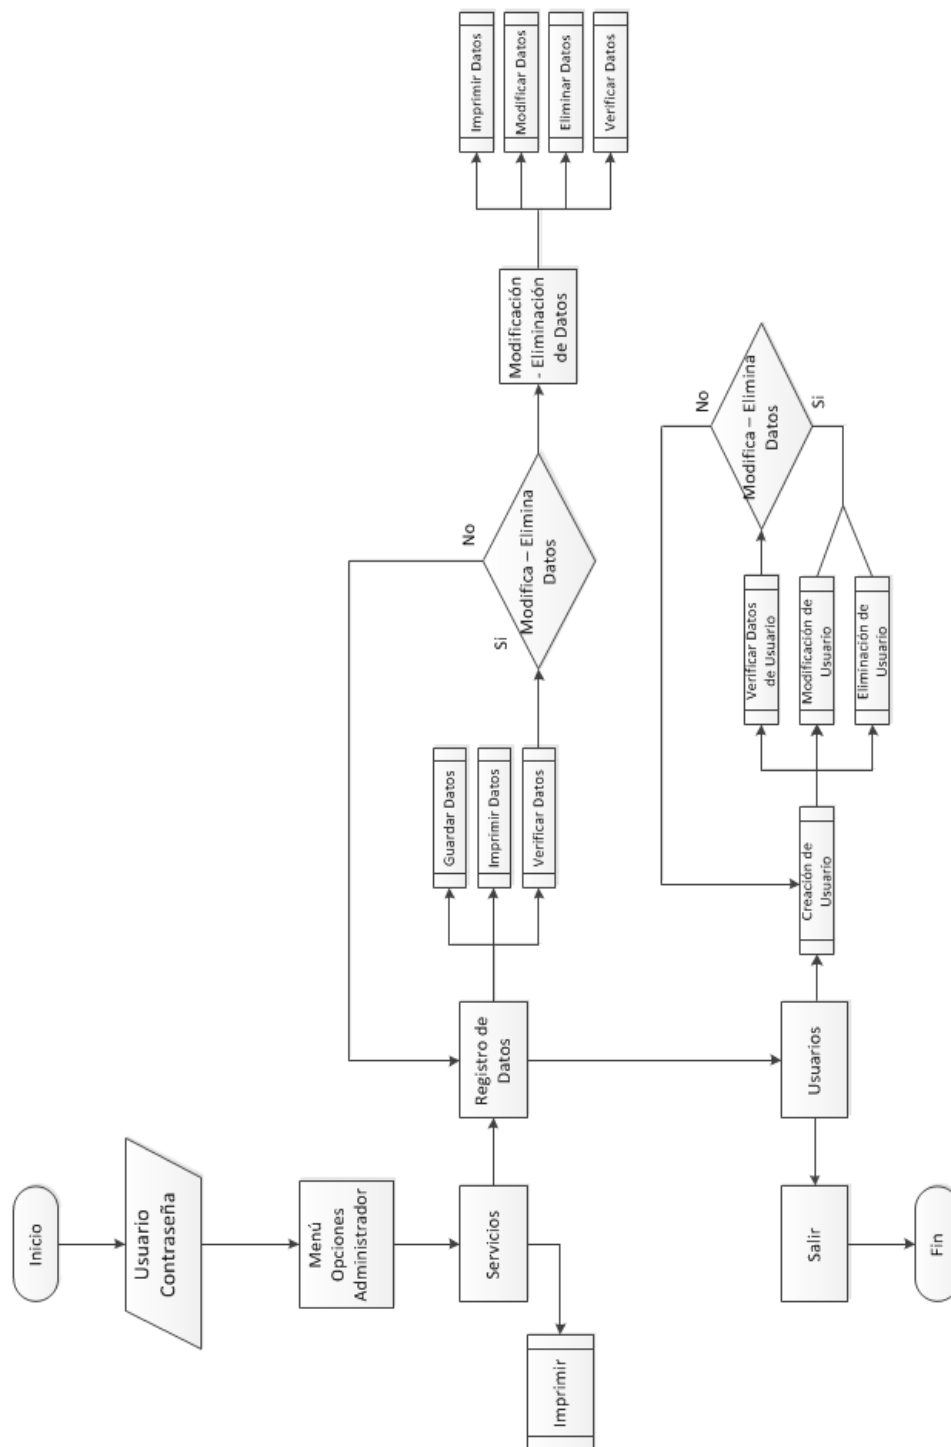 Inicio
Usuario
Contraseña
Menú
Opciones
Administrador
Servicios
Imprimir
Registro de
Datos
Guardar Datos
Imprimir Datos
Verificar Datos
Si
No
Modifica – Elimina
Datos
Modificación
- Eliminación
de Datos
Imprimir Datos
Modificar Datos
Eliminar Datos
Verificar Datos
Usuarios
Creación de
Usuario
Verificar Datos
de Usuario
Modificación de
Usuario
Eliminación de
Usuario
No
Modifica – Elimina
Datos
Si
Salir
Fin